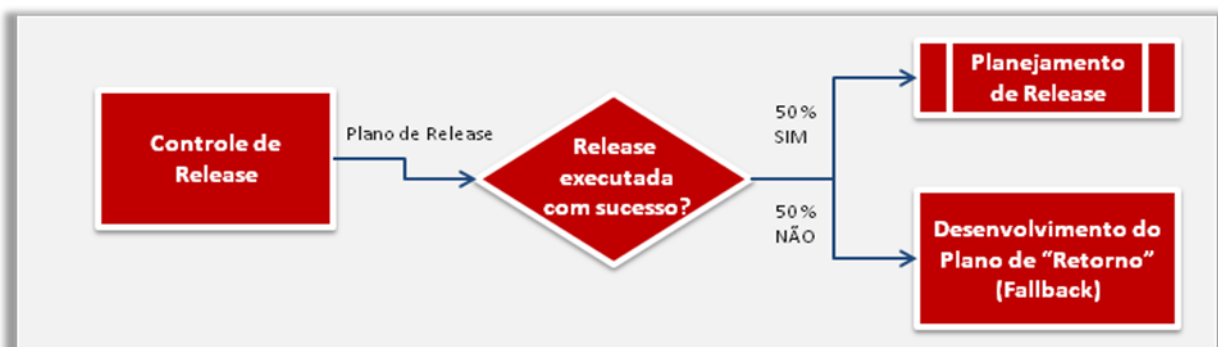 Controle de
Release
Plano de Release
Release
executada
com sucesso?
50%
SIM
50%
NÃO
Planejamento
de Release
Desenvolvimento do
Plano de “Retorno”
(Fallback)